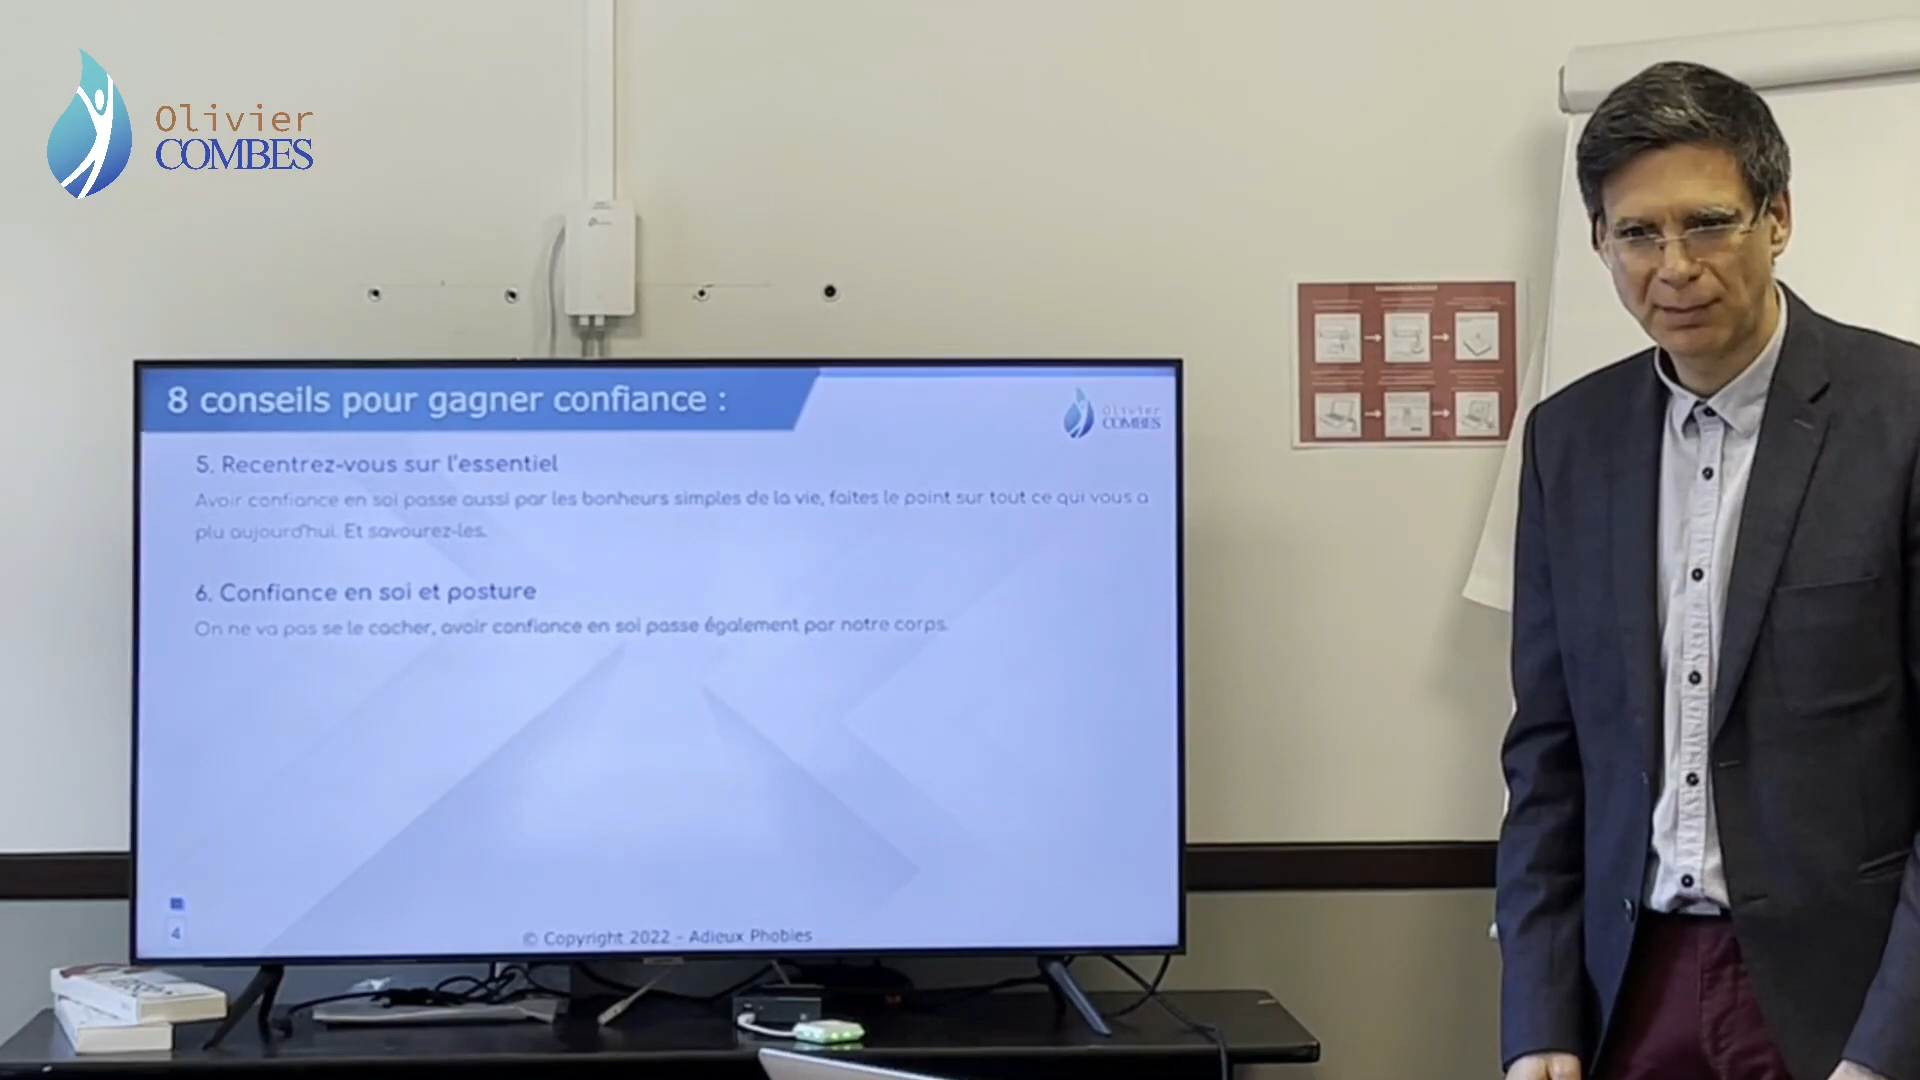 Olivier
COMBES
8 conseils pour gagner confiance :
Olivier
COMBES
5. Recentrez-vous sur l'essentiel
Avoir confiance en soi passe aussi par les bonheurs simples de la vie, faites le point sur tout ce qui vous a
plu aujourd'hui. Et savourez-les.
6. Confiance en soi et posture
On ne va pas se le cacher, avoir confiance en soi passe également par notre corps.
4
© Copyright 2022 - Adieux Phobies